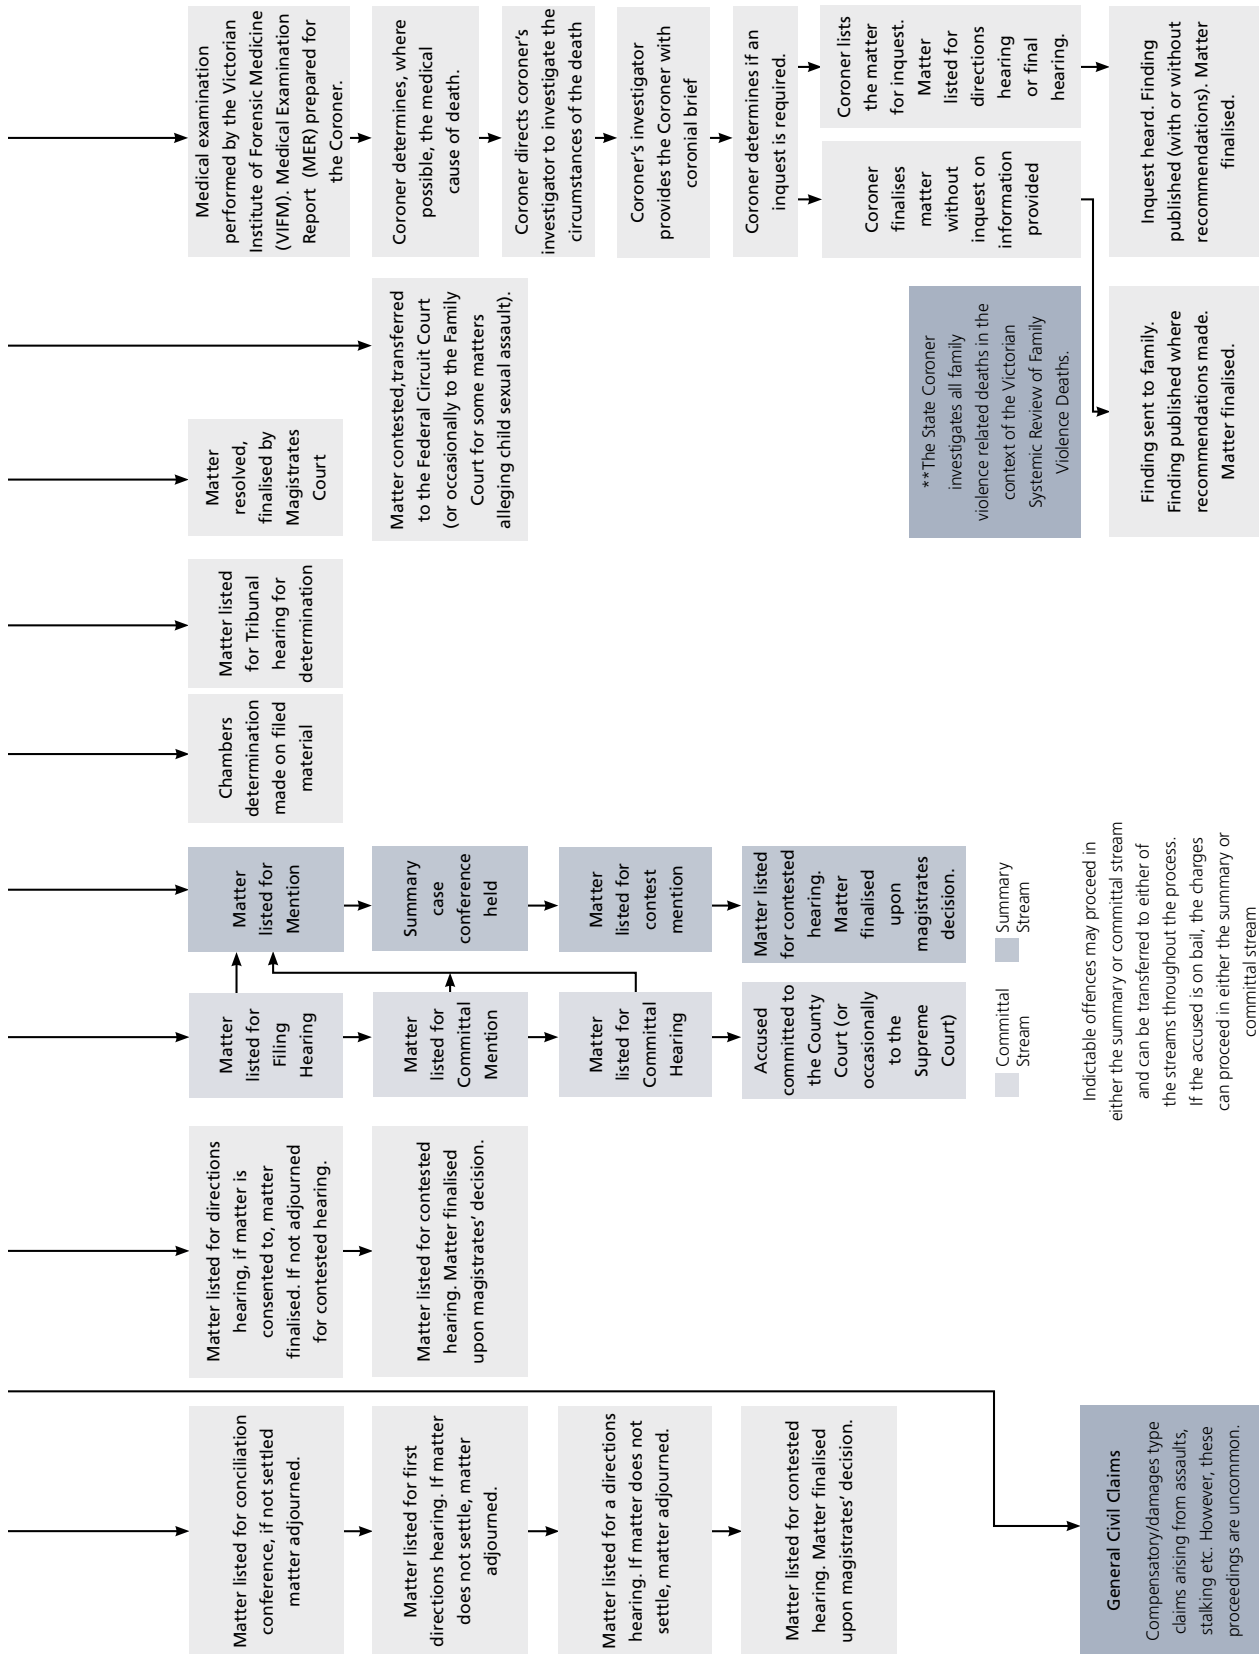 Medical examination
performed by the Victorian
Institute of Forensic Medicine
(VIFM). Medical Examination
Report (MER) prepared for
the Coroner.
Coroner determines, where
possible, the medical
cause of death.
Coroner directs coroner's
investigator to investigate the
circumstances of the death
Coroner's investigator
provides the Coroner with
coronial brief
Coroner determines if an
inquest is required.
Coroner lists
the matter
for inquest.
Matter
listed for
directions
hearing
or final
hearing.
Coroner
finalises
matter
without
inquest on
information
provided
Inquest heard. Finding
published (with or without
recommendations). Matter
finalised.
Matter contested,transferred
to the Federal Circuit Court
(or occasionally to the Family
Court for some matters
alleging child sexual assault).
**The State Coroner
investigates all family
violence related deaths in the
context of the Victorian
Systemic Review of Family
Violence Deaths.
Finding sent to family.
Finding published where
recommendations made.
Matter finalised.
Matter
resolved,
finalised by
Magistrates
Court
Matter listed
for Tribunal
hearing for
determination
Chambers
determination
made on filed
material
Matter
listed for
Mention
Summary
case
conference
held
Matter
listed for
contest
mention
Matter listed
for contested
hearing.
Matter
finalised
upon
magistrates
decision.
Summary
Stream
Matter
listed for
Filing
Hearing
Matter
listed for
Committal
Mention
Matter
listed for
Committal
Hearing
Accused
committed to
the County
Court (or
occasionally
to the
Supreme
Court)
Committal
Stream
Indictable offences may proceed in
either the summary or committal stream
and can be transferred to either of
the streams throughout the process.
If the accused is on bail, the charges
can proceed in either the summary or
committal stream
Matter listed for directions
hearing, if matter is
consented to, matter
finalised. If not adjourned
for contested hearing.
Matter listed for contested
hearing. Matter finalised
upon magistrates' decision.
Matter listed for conciliation
conference, if not settled
matter adjourned.
Matter listed for first
directions hearing. If matter
does not settle, matter
adjourned.
Matter listed for a directions
hearing. If matter does not
settle, matter adjourned.
Matter listed for contested
hearing. Matter finalised
upon magistrates' decision.
General Civil Claims
Compensatory/damages type
claims arising from assaults,
stalking etc. However, these
proceedings are uncommon.